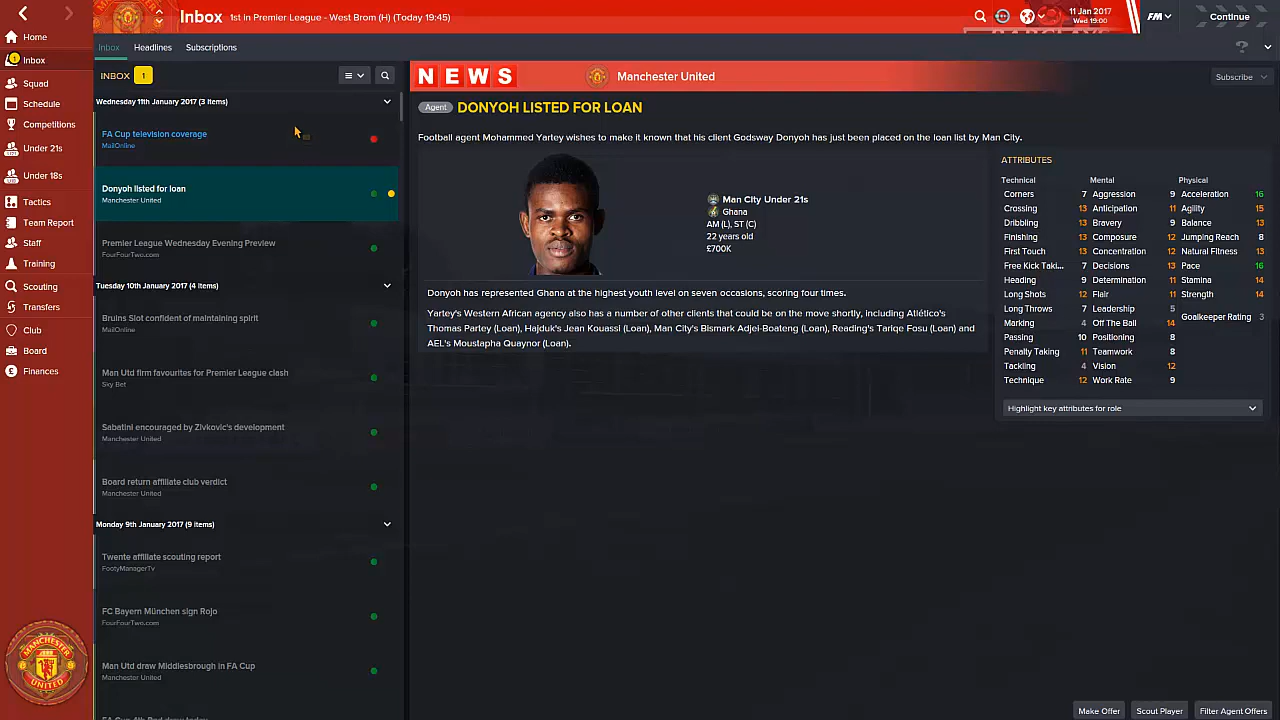 Inbox 1st in Premier League - West Brom (H) (Today 19:45)
11 Jan 2017
Wed 19:00
FM
Continue
Home
Inbox
Squad
Schedule
Competitions
Under 21s
Under 18s
Tactics
Team Report
Staff
Training
Scouting
Transfers
Club
Board
Finances
MANCHESTER
UNITED
Inbox Headlines Subscriptions
INBOX 1
Wednesday 11th January 2017 (3 items)
FA Cup television coverage
MailOnline
Donyoh listed for loan
Manchester United
Premier League Wednesday Evening Preview
FourFourTwo.com
Tuesday 10th January 2017 (4 items)
Bruins Slot confident of maintaining spirit
MailOnline
Man Utd firm favourites for Premier League clash
Sky Bet
Sabatini encouraged by Zivkovic's development
Manchester United
Board return affiliate club verdict
Manchester United
Monday 9th January 2017 (9 items)
Twente affiliate scouting report
FootyManagerTv
FC Bayern München sign Rojo
FourFourTwo.com
Man Utd draw Middlesbrough in FA Cup
Manchester United
NEWS Manchester United
Subscribe
Agent DONYOH LISTED FOR LOAN
Football agent Mohammed Yartey wishes to make it known that his client Godsway Donyoh has just been placed on the loan list by Man City.
Man City Under 21s
Ghana
AM (L), ST (C)
22 years old
£700K
Donyoh has represented Ghana at the highest youth level on seven occasions, scoring four times.
Yartey's Western African agency also has a number of other clients that could be on the move shortly, including Atlético's
Thomas Partey (Loan), Hajduk's Jean Kouassi (Loan), Man City's Bismark Adjei-Boateng (Loan), Reading's Tariqe Fosu (Loan) and
AEL's Moustapha Quaynor (Loan).
ATTRIBUTES
Technical Mental Physical
Corners 7 Aggression 9 Acceleration 16
Crossing 13 Anticipation 11 Agility 15
Dribbling 13 Bravery 9 Balance 13
Finishing 13 Composure 12 Jumping Reach 8
First Touch 13 Concentration 12 Natural Fitness 13
Free Kick Taki... 7 Decisions 13 Pace 16
Heading 9 Determination 11 Stamina 14
Long Shots 12 Flair 11 Strength 14
Long Throws 7 Leadership 5
Marking 4 Off The Ball 14 Goalkeeper Rating 3
Passing 10 Positioning 8
Penalty Taking 11 Teamwork 8
Tackling 4 Vision 12
Technique 12 Work Rate 9
Highlight key attributes for role
Make Offer Scout Player Filter Agent Offers